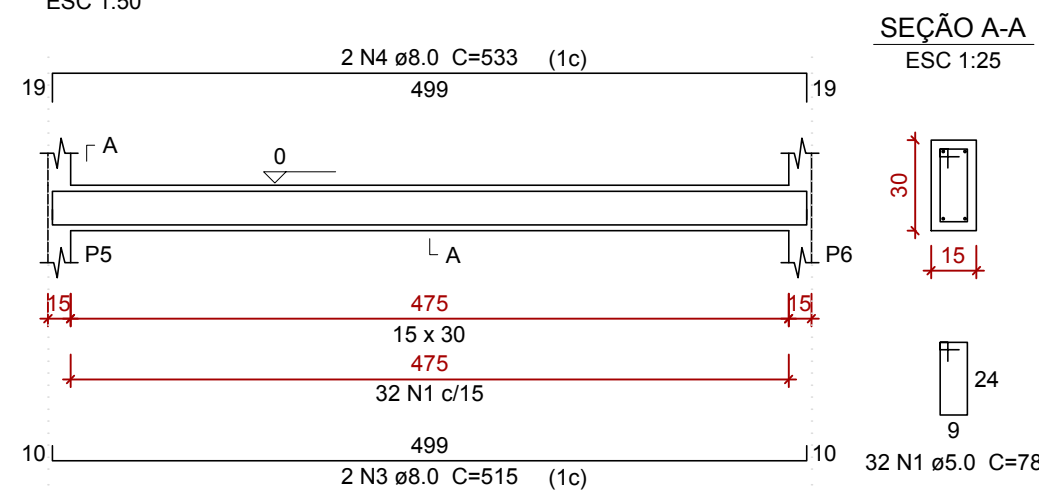 ESC 1:50
SEÇÃO A-A
ESC 1:25
2 N4 ø8.0 C=533 (1c)
19 499 19
A
0
30
P5 A P6
15
15 475 15
15 x 30
475
32 N1 c/15
24
9
10 499 10
32 N1 ø5.0 C=78
2 N3 ø8.0 C=515 (1c)